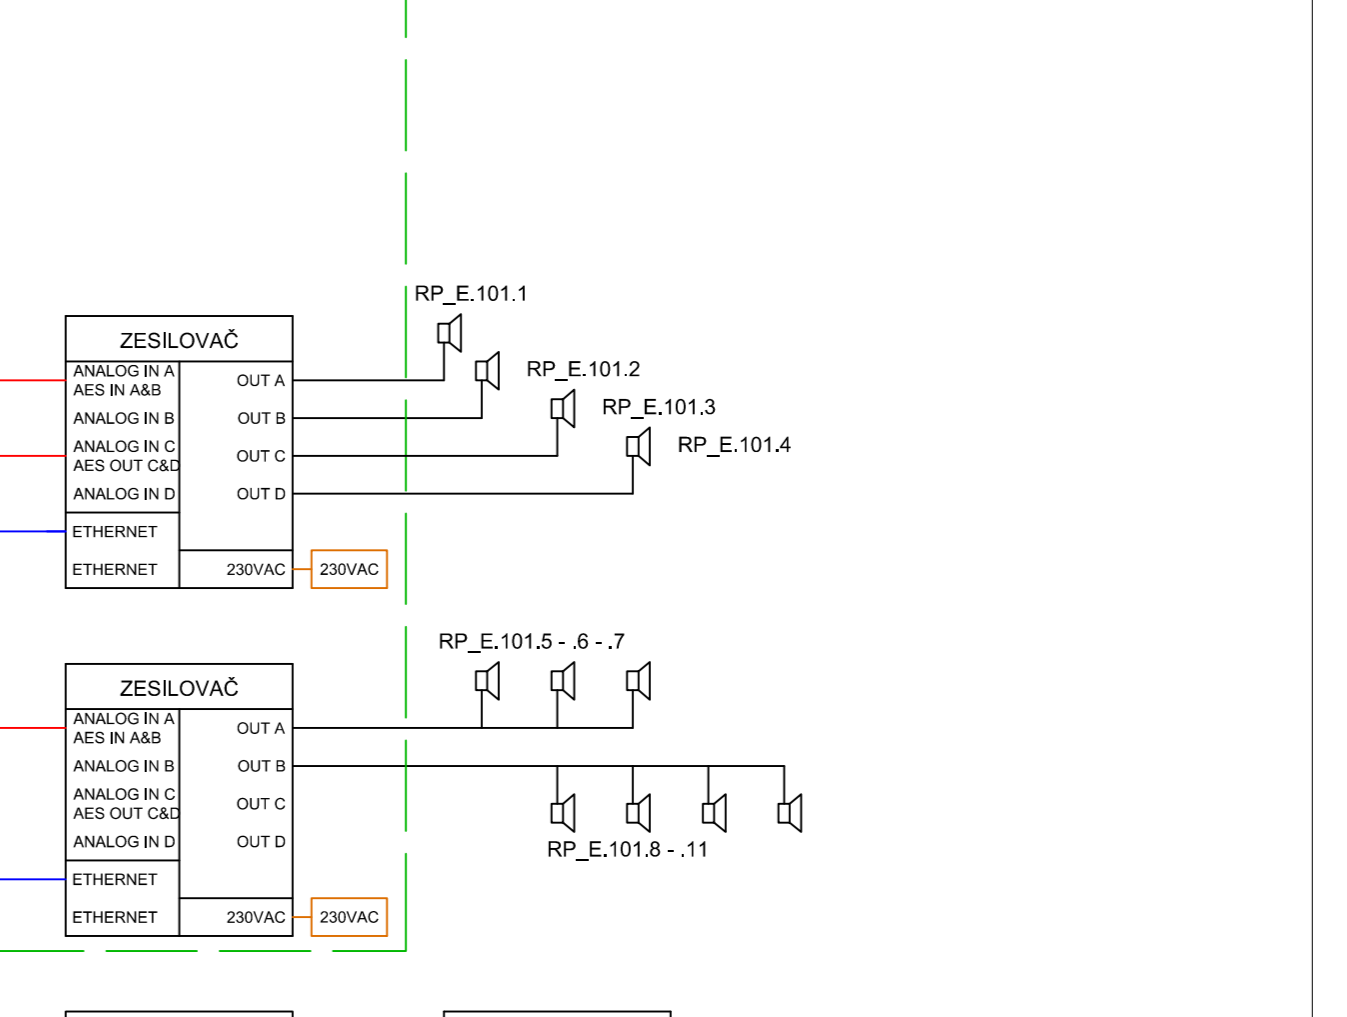 RP_E.101.1
ZESILOVAČ
ANALOG IN A
AES IN A&B
OUT A
RP_E.101.2
ANALOG IN B
OUT B
RP_E.101.3
ANALOG IN C
AES OUT C&D
OUT C
RP_E.101.4
ANALOG IN D
OUT D
ETHERNET
ETHERNET
230VAC
230VAC
RP_E.101.5 - .6 - .7
ZESILOVAČ
ANALOG IN A
AES IN A&B
OUT A
ANALOG IN B
OUT B
ANALOG IN C
AES OUT C&D
OUT C
ANALOG IN D
OUT D
RP_E.101.8 - .11
ETHERNET
ETHERNET
230VAC
230VAC